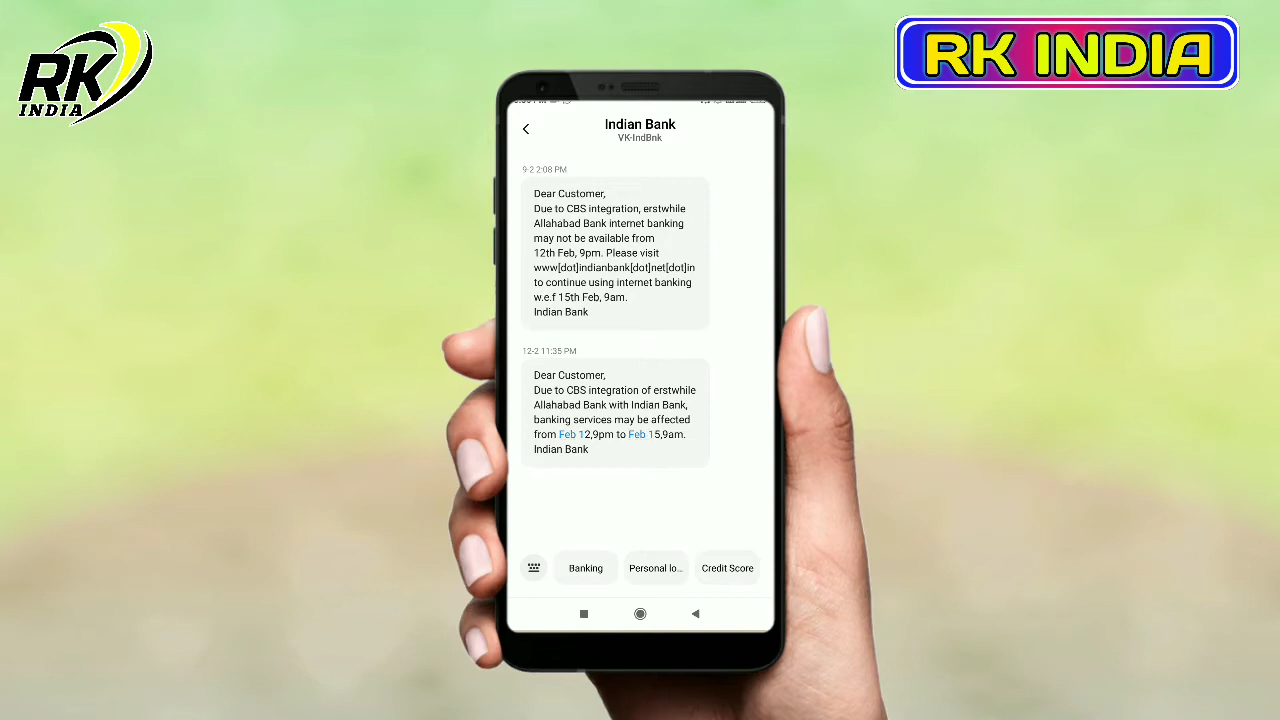 RK
INDIA
RK INDIA
Indian Bank
VK-IndBnk
9-2 2:08 PM
Dear Customer,
Due to CBS integration, erstwhile
Allahabad Bank internet banking
may not be available from
12th Feb, 9pm. Please visit
www[dot]indianbank[dot]net[dot]in
to continue using internet banking
w.e.f 15th Feb, 9am.
Indian Bank
12-2 11:35 PM
Dear Customer,
Due to CBS integration of erstwhile
Allahabad Bank with Indian Bank,
banking services may be affected
from Feb 12,9pm to Feb 15,9am.
Indian Bank
Banking
Personal lo...
Credit Score